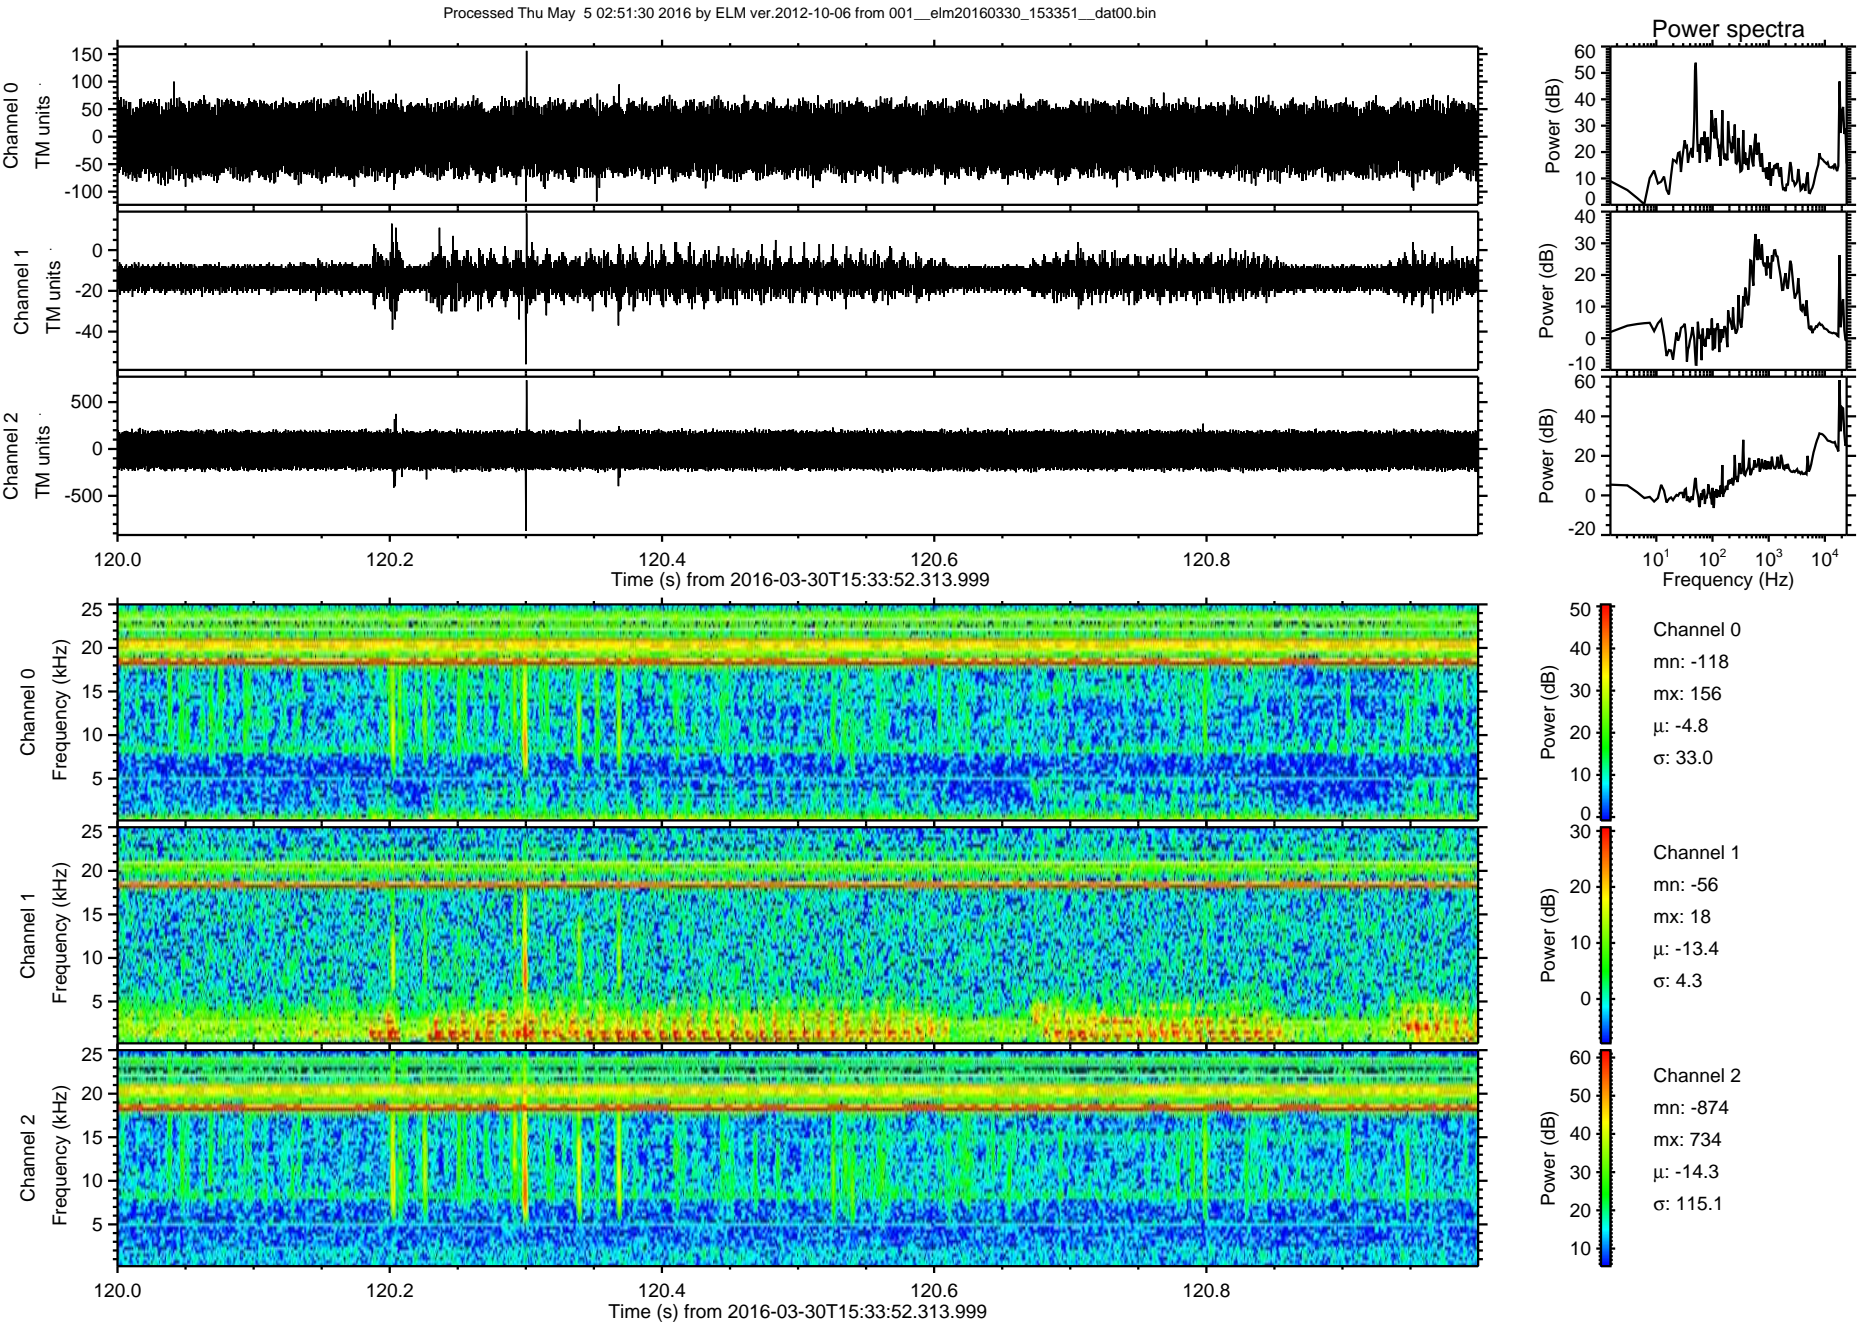 Processed Thu May  5 02:51:30 2016 by ELM ver.2012-10-06 from 001__elm20160330_153351__dat00.bin
Power spectra
Channel 0
TM units
150
100
50
0
-50
-100
Power (dB)
60
50
40
30
20
10
0
Channel 1
TM units
0
-20
-40
Power (dB)
40
30
20
10
0
-10
Channel 2
TM units
500
0
-500
Power (dB)
60
40
20
0
-20
120.0 120.2 120.4 120.6 120.8
Time (s) from 2016-03-30T15:33:52.313.999
10¹ 10² 10³ 10⁴
Frequency (Hz)
Channel 0
Frequency (kHz)
25
20
15
10
5
Power (dB)
50
40
30
20
10
0
Channel 0
mn: -118
mx: 156
μ: -4.8
σ: 33.0
Channel 1
Frequency (kHz)
25
20
15
10
5
Power (dB)
30
20
10
0
Channel 1
mn: -56
mx: 18
μ: -13.4
σ: 4.3
Channel 2
Frequency (kHz)
25
20
15
10
5
Power (dB)
60
50
40
30
20
10
Channel 2
mn: -874
mx: 734
μ: -14.3
σ: 115.1
120.0 120.2 120.4 120.6 120.8
Time (s) from 2016-03-30T15:33:52.313.999